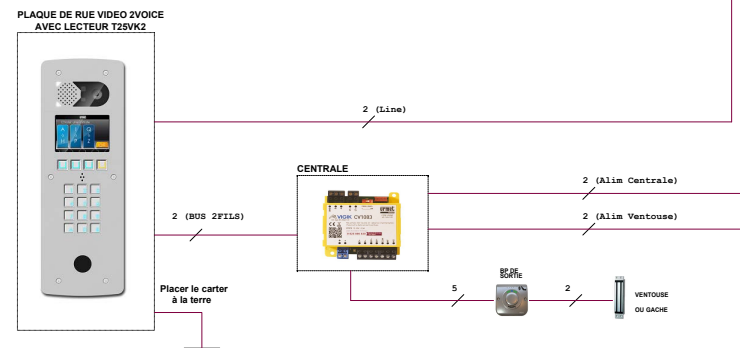 PLAQUE DE RUE VIDEO 2VOICE
AVEC LECTEUR T25VK2
2 (Line)
CENTRALE
2 (Alim Centrale)
2 (Alim Ventouse)
2 (BUS 2FILS)
VIGIK CV1083
BP DE
SORTIE
5
2
VENTOUSE
OU GACHE
Placer le carter
à la terre